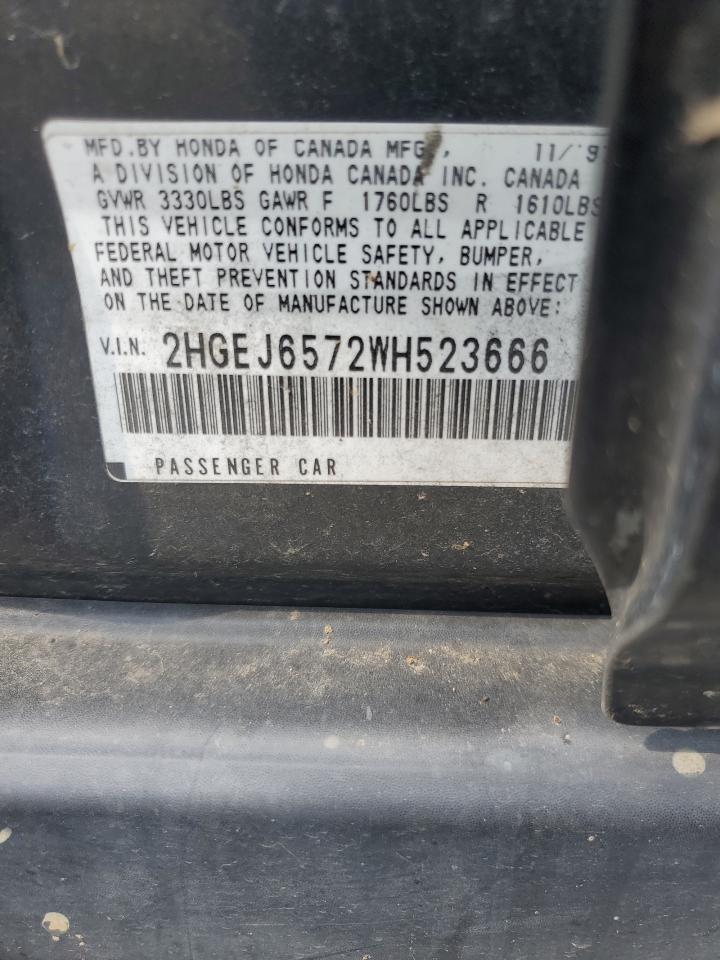 MFD.BY HONDA OF CANADA MFG., 11/'97
A DIVISION OF HONDA CANADA INC. CANADA
GVWR 3330LBS GAWR F 1760LBS R 1610LBS
THIS VEHICLE CONFORMS TO ALL APPLICABLE
FEDERAL MOTOR VEHICLE SAFETY, BUMPER,
AND THEFT PREVENTION STANDARDS IN EFFECT
ON THE DATE OF MANUFACTURE SHOWN ABOVE:
V.I.N. 2HGEJ6572WH523666
PASSENGER CAR